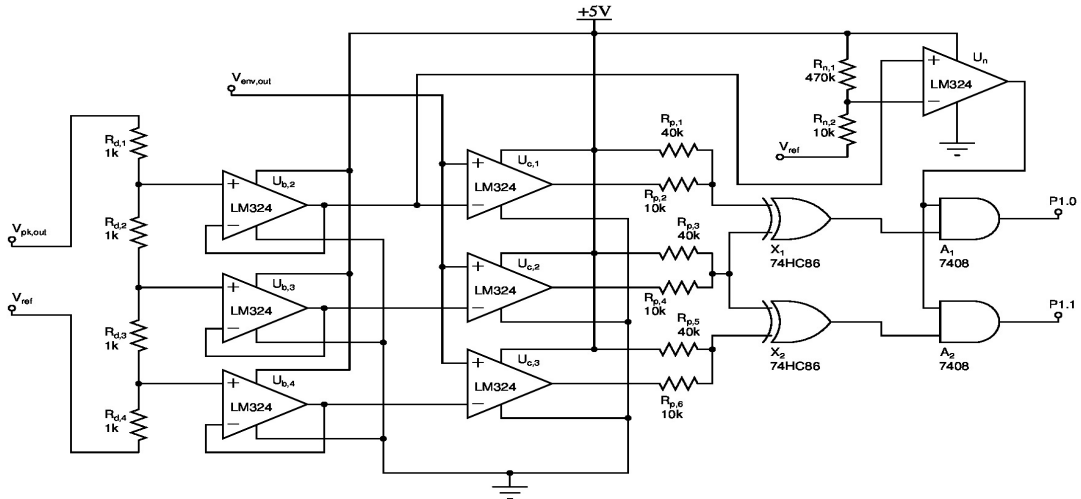 +5V
V_env,out
R_n,1
470k
U_n
+
LM324
−
R_n,2
10k
V_ref
R_d,1
1k
R_p,1
40k
U_b,2
+
LM324
−
U_c,1
+
LM324
−
R_p,2
10k
V_pk,out
R_d,2
1k
R_p,3
40k
P1.0
X_1
74HC86
A_1
7408
V_ref
U_b,3
+
LM324
−
U_c,2
+
LM324
−
R_p,4
10k
R_d,3
1k
R_p,5
40k
P1.1
X_2
74HC86
A_2
7408
U_b,4
+
LM324
−
U_c,3
+
LM324
−
R_p,6
10k
R_d,4
1k